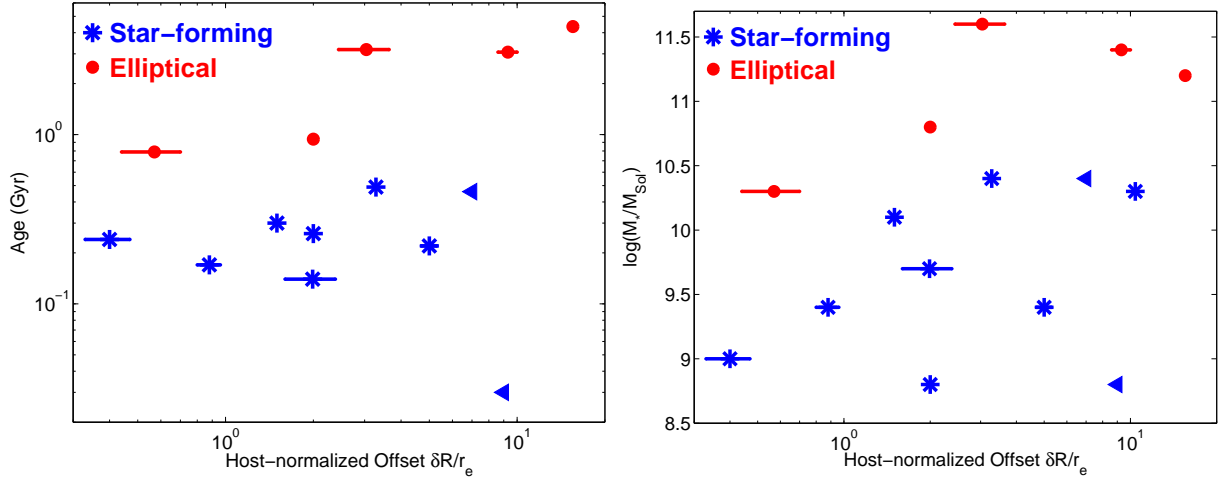 Star−forming
Elliptical
Age (Gyr)
10^0
10^−1
10^0
10^1
Host−normalized Offset δR/r_e
Star−forming
Elliptical
log(M_*/M_Sol)
11.5
11
10.5
10
9.5
9
8.5
10^0
10^1
Host−normalized Offset δR/r_e